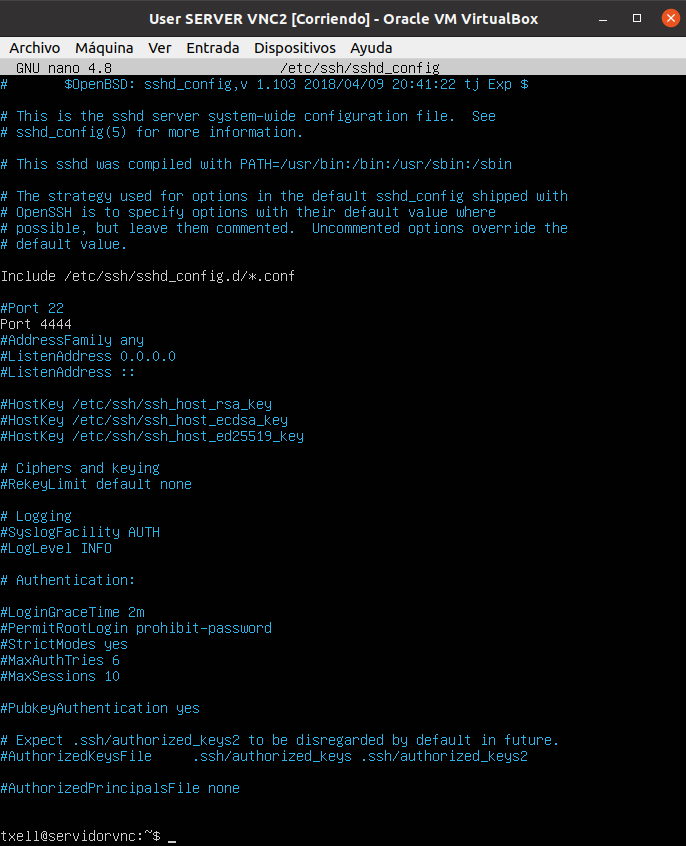 User SERVER VNC2 [Corriendo] - Oracle VM VirtualBox
Archivo Máquina Ver Entrada Dispositivos Ayuda
GNU nano 4.8 /etc/ssh/sshd_config
# $OpenBSD: sshd_config,v 1.103 2018/04/09 20:41:22 tj Exp $
# This is the sshd server system-wide configuration file. See
# sshd_config(5) for more information.
# This sshd was compiled with PATH=/usr/bin:/bin:/usr/sbin:/sbin
# The strategy used for options in the default sshd_config shipped with
# OpenSSH is to specify options with their default value where
# possible, but leave them commented. Uncommented options override the
# default value.
Include /etc/ssh/sshd_config.d/*.conf
#Port 22
Port 4444
#AddressFamily any
#ListenAddress 0.0.0.0
#ListenAddress ::
#HostKey /etc/ssh/ssh_host_rsa_key
#HostKey /etc/ssh/ssh_host_ecdsa_key
#HostKey /etc/ssh/ssh_host_ed25519_key
# Ciphers and keying
#RekeyLimit default none
# Logging
#SyslogFacility AUTH
#LogLevel INFO
# Authentication:
#LoginGraceTime 2m
#PermitRootLogin prohibit-password
#StrictModes yes
#MaxAuthTries 6
#MaxSessions 10
#PubkeyAuthentication yes
# Expect .ssh/authorized_keys2 to be disregarded by default in future.
#AuthorizedKeysFile .ssh/authorized_keys .ssh/authorized_keys2
#AuthorizedPrincipalsFile none
txell@servidorvnc:~$ _